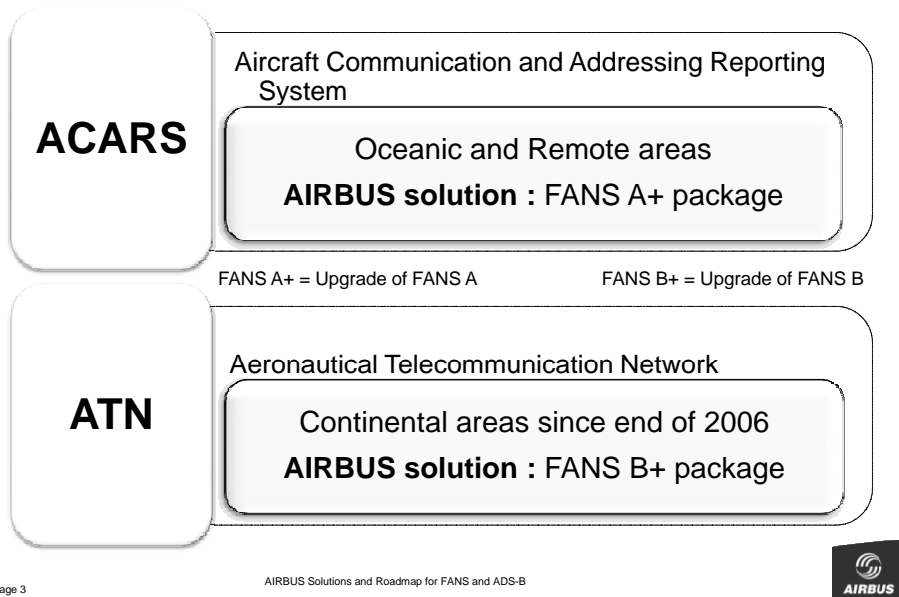 ACARS
Aircraft Communication and Addressing Reporting
System
Oceanic and Remote areas
AIRBUS solution : FANS A+ package
FANS A+ = Upgrade of FANS A
FANS B+ = Upgrade of FANS B
ATN
Aeronautical Telecommunication Network
Continental areas since end of 2006
AIRBUS solution : FANS B+ package
age 3
AIRBUS Solutions and Roadmap for FANS and ADS-B
AIRBUS